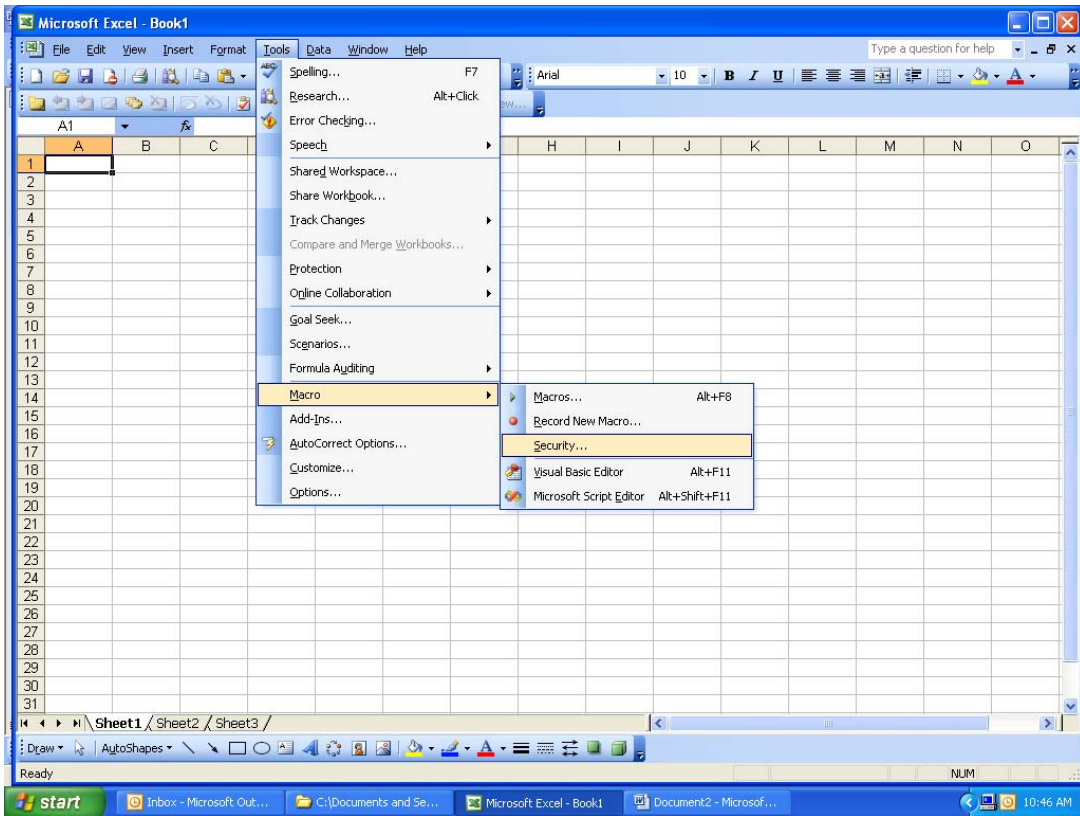 Microsoft Excel - Book1
File Edit View Insert Format Tools Data Window Help Type a question for help
Arial 10 B I U A
A1 fx
A B C H I J K L M N O
Spelling... F7
Research... Alt+Click
Error Checking...
Speech
Shared Workspace...
Share Workbook...
Track Changes
Compare and Merge Workbooks...
Protection
Online Collaboration
Goal Seek...
Scenarios...
Formula Auditing
Macro
Add-Ins...
AutoCorrect Options...
Customize...
Options...
Macros... Alt+F8
Record New Macro...
Security...
Visual Basic Editor Alt+F11
Microsoft Script Editor Alt+Shift+F11
1
2
3
4
5
6
7
8
9
10
11
12
13
14
15
16
17
18
19
20
21
22
23
24
25
26
27
28
29
30
31
Sheet1 Sheet2 Sheet3
Draw AutoShapes A
Ready NUM
start Inbox - Microsoft Out... C:\Documents and Se... Microsoft Excel - Book1 Document2 - Microsof... 10:46 AM